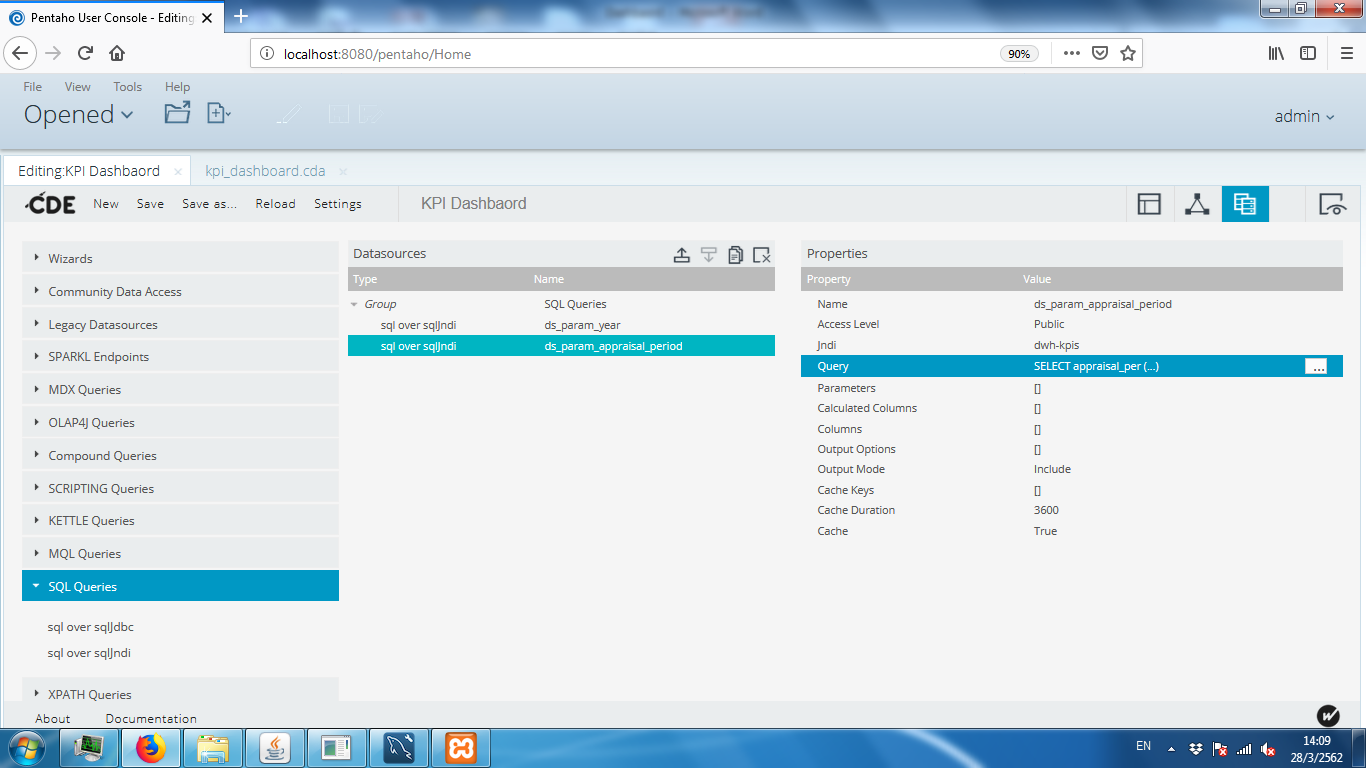 Pentaho User Console - Editing
localhost:8080/pentaho/Home
90%
File View Tools Help
Opened
admin
Editing:KPI Dashbaord
kpi_dashboard.cda
CDE New Save Save as... Reload Settings
KPI Dashbaord
Wizards
Community Data Access
Legacy Datasources
SPARKL Endpoints
MDX Queries
OLAP4J Queries
Compound Queries
SCRIPTING Queries
KETTLE Queries
MQL Queries
SQL Queries
sql over sqlJdbc
sql over sqlJndi
XPATH Queries
Datasources
Type Name
Group SQL Queries
sql over sqlJndi ds_param_year
sql over sqlJndi ds_param_appraisal_period
Properties
Property Value
Name ds_param_appraisal_period
Access Level Public
Jndi dwh-kpis
Query SELECT appraisal_per (...) ...
Parameters []
Calculated Columns []
Columns []
Output Options []
Output Mode Include
Cache Keys []
Cache Duration 3600
Cache True
About Documentation
EN
14:09
28/3/2562